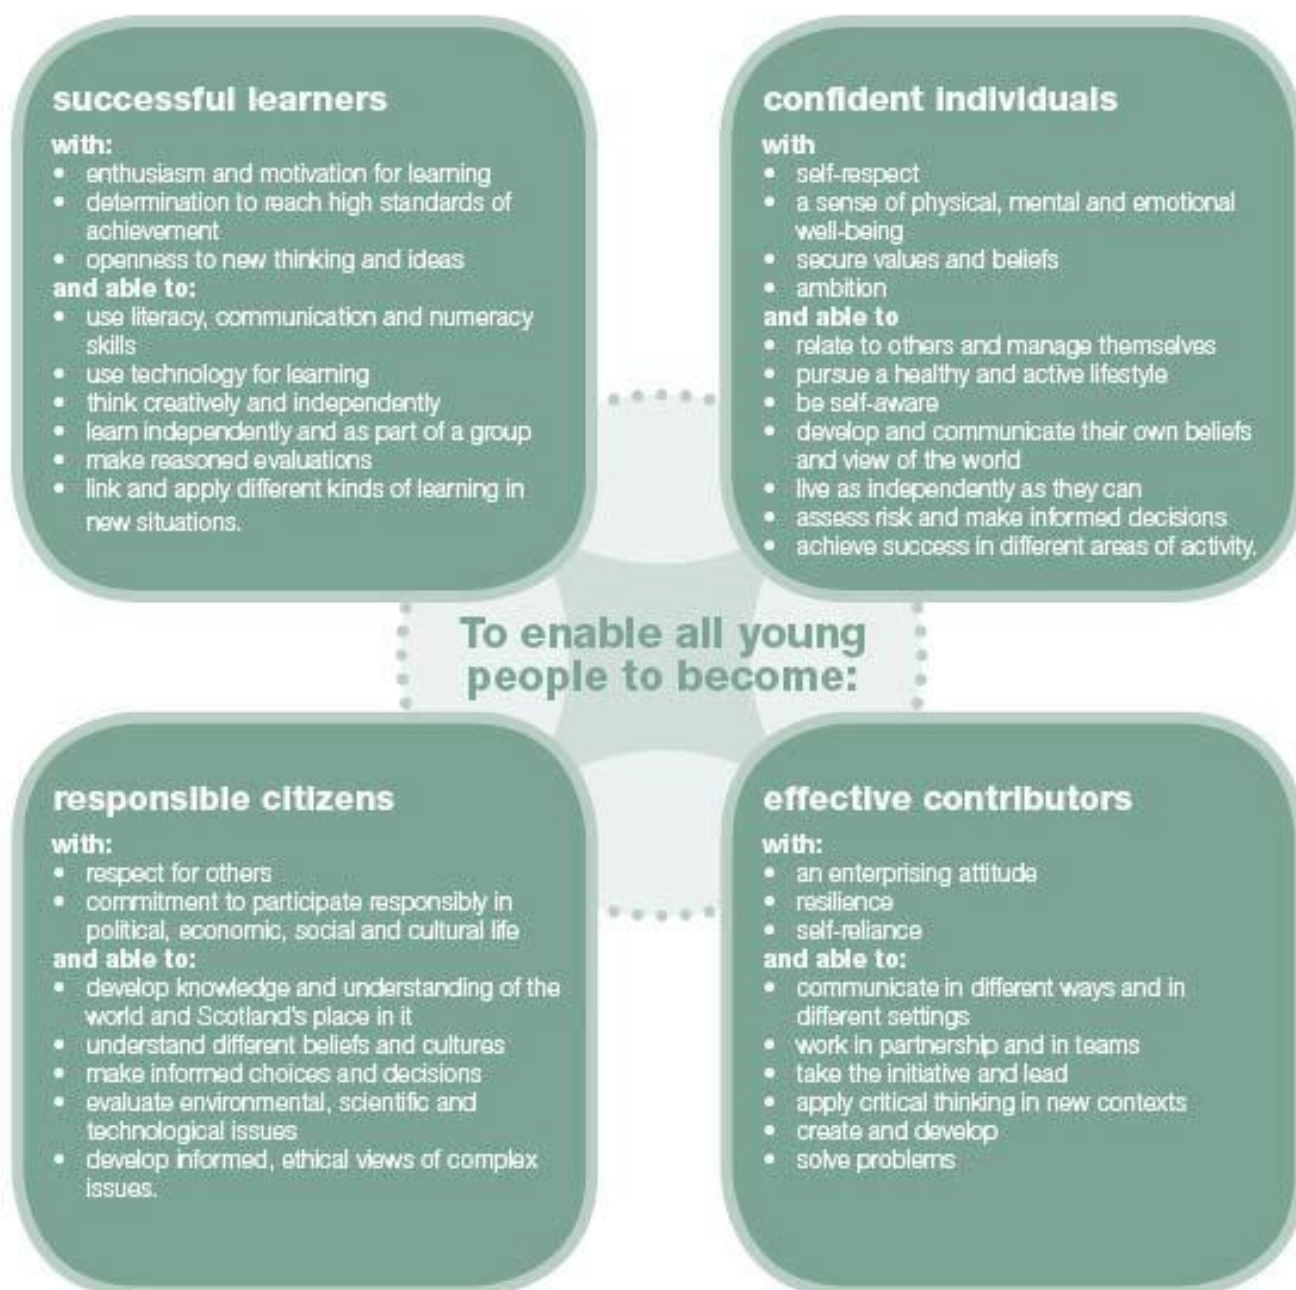 successful learners
with:
• enthusiasm and motivation for learning
• determination to reach high standards of
achievement
• openness to new thinking and ideas
and able to:
• use literacy, communication and numeracy
skills
• use technology for learning
• think creatively and independently
• learn independently and as part of a group
• make reasoned evaluations
• link and apply different kinds of learning in
new situations.
confident individuals
with
• self-respect
• a sense of physical, mental and emotional
well-being
• secure values and beliefs
• ambition
and able to
• relate to others and manage themselves
• pursue a healthy and active lifestyle
• be self-aware
• develop and communicate their own beliefs
and view of the world
• live as independently as they can
• assess risk and make informed decisions
• achieve success in different areas of activity.
To enable all young
people to become:
responsible citizens
with:
• respect for others
• commitment to participate responsibly in
political, economic, social and cultural life
and able to:
• develop knowledge and understanding of the
world and Scotland's place in it
• understand different beliefs and cultures
• make informed choices and decisions
• evaluate environmental, scientific and
technological issues
• develop informed, ethical views of complex
issues.
effective contributors
with:
• an enterprising attitude
• resilience
• self-reliance
and able to:
• communicate in different ways and in
different settings
• work in partnership and in teams
• take the initiative and lead
• apply critical thinking in new contexts
• create and develop
• solve problems